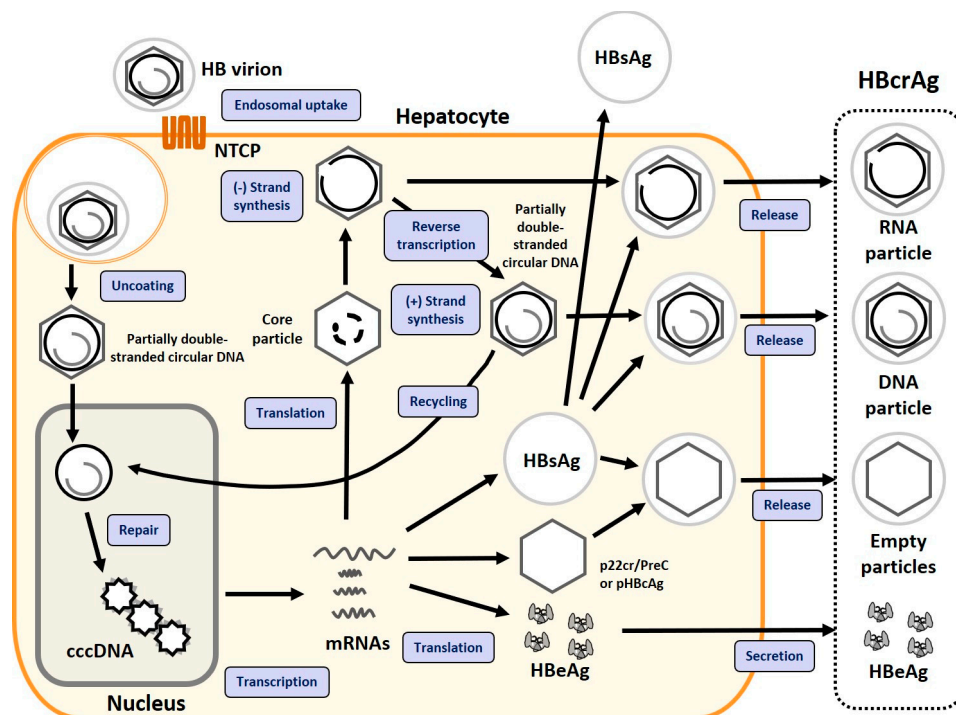 HBsAg
HB virion
HBcrAg
Endosomal uptake
Hepatocyte
NTCP
(-) Strand
synthesis
Reverse
transcription
Partially
double-
stranded
circular DNA
Release
RNA
particle
Uncoating
(+) Strand
synthesis
Core
particle
Partially double-
stranded circular DNA
Release
DNA
particle
Translation
Recycling
HBsAg
Release
Repair
p22cr/PreC
or pHBcAg
Empty
particles
mRNAs
Translation
cccDNA
HBeAg
Secretion
HBeAg
Transcription
Nucleus